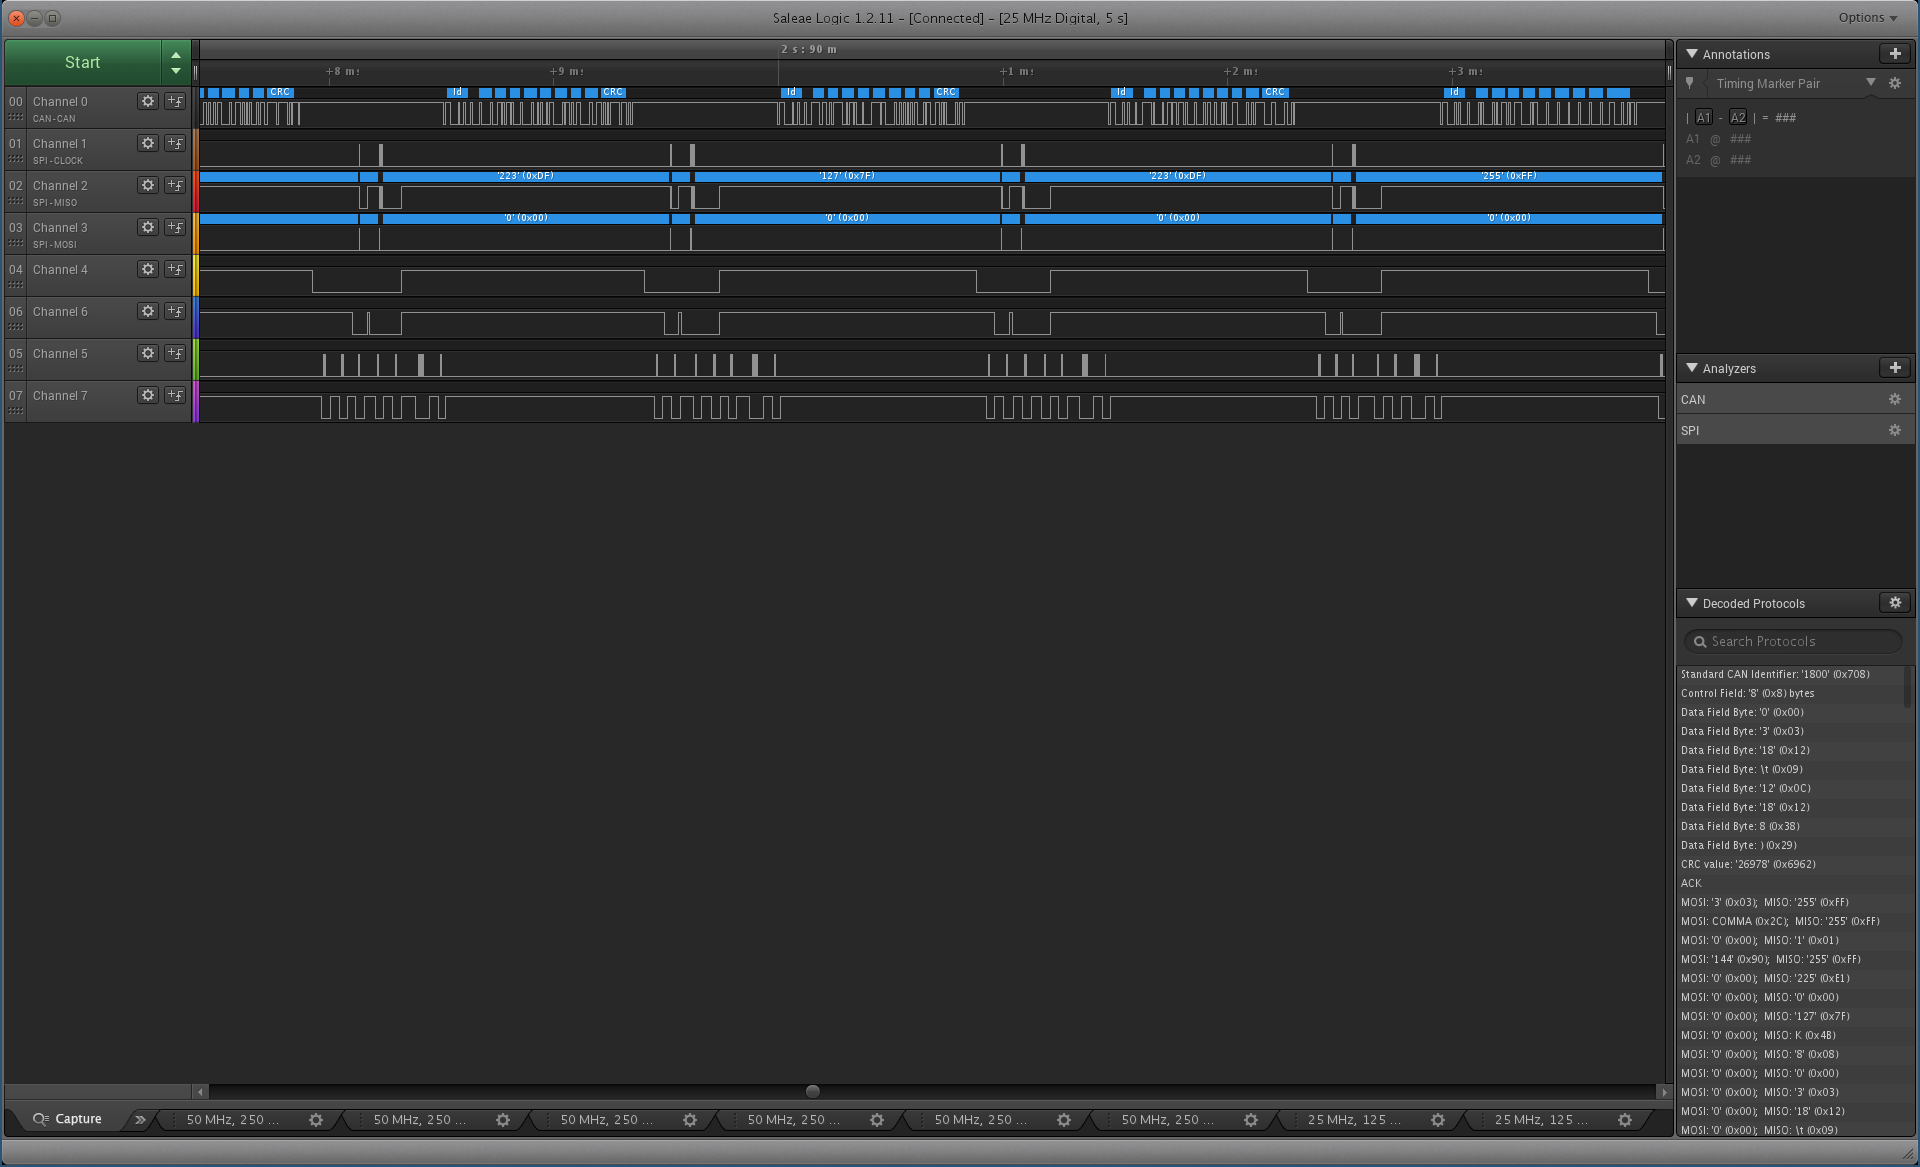 Saleae Logic 1.2.11 - [Connected] - [25 MHz Digital, 5 s]
Options
Start
2 s : 90 m
+8 m:
+9 m:
+1 m:
+2 m:
+3 m:
00 Channel 0
CAN - CAN
CRC
Id
CRC
Id
CRC
Id
CRC
Id
01 Channel 1
SPI - CLOCK
02 Channel 2
SPI - MISO
'223' (0xDF)
'127' (0x7F)
'223' (0xDF)
'255' (0xFF)
03 Channel 3
SPI - MOSI
'0' (0x00)
'0' (0x00)
'0' (0x00)
'0' (0x00)
04 Channel 4
06 Channel 6
05 Channel 5
07 Channel 7
Annotations
Timing Marker Pair
| A1 - A2 | = ###
A1 @ ###
A2 @ ###
Analyzers
CAN
SPI
Decoded Protocols
Search Protocols
Standard CAN Identifier: '1800' (0x708)
Control Field: '8' (0x8) bytes
Data Field Byte: '0' (0x00)
Data Field Byte: '3' (0x03)
Data Field Byte: '18' (0x12)
Data Field Byte: \t (0x09)
Data Field Byte: '12' (0x0C)
Data Field Byte: '18' (0x12)
Data Field Byte: 8 (0x38)
Data Field Byte: ) (0x29)
CRC value: '26978' (0x6962)
ACK
MOSI: '3' (0x03); MISO: '255' (0xFF)
MOSI: COMMA (0x2C); MISO: '255' (0xFF)
MOSI: '0' (0x00); MISO: '1' (0x01)
MOSI: '144' (0x90); MISO: '255' (0xFF)
MOSI: '0' (0x00); MISO: '225' (0xE1)
MOSI: '0' (0x00); MISO: '0' (0x00)
MOSI: '0' (0x00); MISO: '127' (0x7F)
MOSI: '0' (0x00); MISO: K (0x4B)
MOSI: '0' (0x00); MISO: '8' (0x08)
MOSI: '0' (0x00); MISO: '0' (0x00)
MOSI: '0' (0x00); MISO: '3' (0x03)
MOSI: '0' (0x00); MISO: '18' (0x12)
MOSI: '0' (0x00); MISO: \t (0x09)
Capture
50 MHz, 250 ...
50 MHz, 250 ...
50 MHz, 250 ...
50 MHz, 250 ...
50 MHz, 250 ...
50 MHz, 250 ...
25 MHz, 125 ...
25 MHz, 125 ...